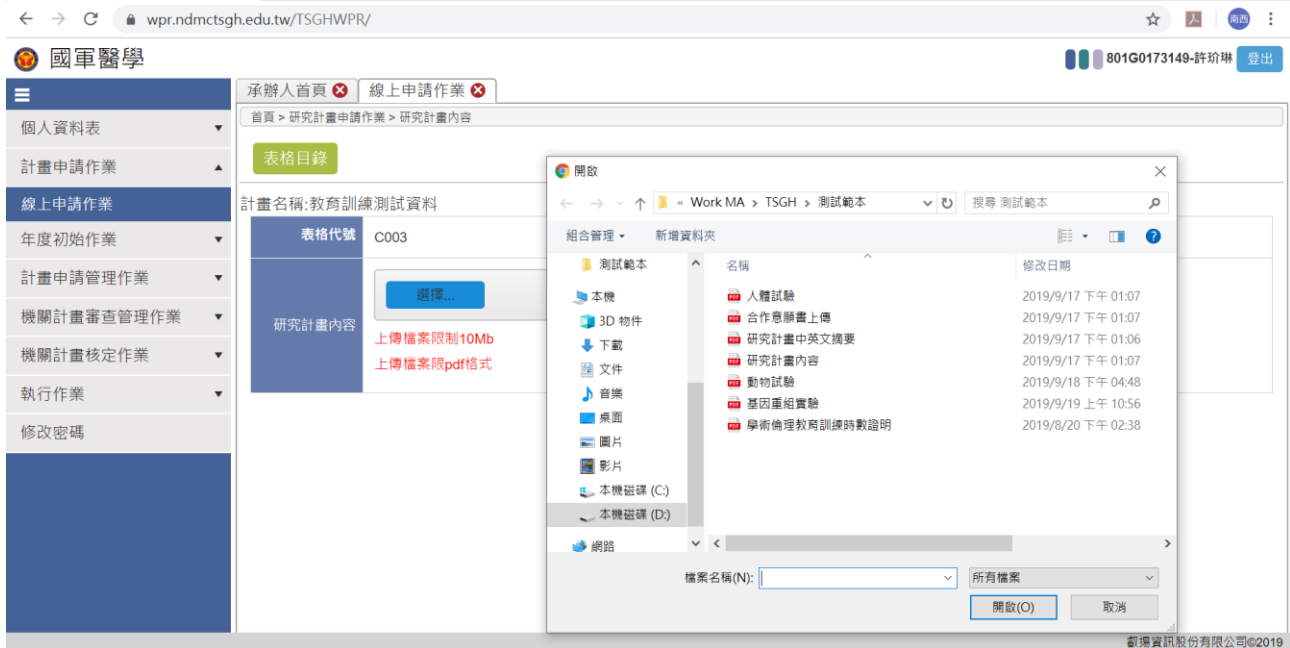 wpr.ndmctsgh.edu.tw/TSGHWPR/
南西
國軍醫學
801G0173149-許玠琳 登出
承辦人首頁 線上申請作業
首頁 > 研究計畫申請作業 > 研究計畫內容
個人資料表
計畫申請作業
線上申請作業
年度初始作業
計畫申請管理作業
機關計畫審查管理作業
機關計畫核定作業
執行作業
修改密碼
表格目錄
計畫名稱:教育訓練測試資料
表格代號 C003
研究計畫內容
選擇...
上傳檔案限制10Mb
上傳檔案限pdf格式
開啟
« Work MA > TSGH > 測試範本
搜尋 測試範本
組合管理 新增資料夾
測試範本
本機
3D 物件
下載
文件
音樂
桌面
圖片
影片
本機磁碟 (C:)
本機磁碟 (D:)
網路
名稱 修改日期
人體試驗 2019/9/17 下午 01:07
合作意願書上傳 2019/9/17 下午 01:07
研究計畫中英文摘要 2019/9/17 下午 01:06
研究計畫內容 2019/9/17 下午 01:07
動物試驗 2019/9/18 下午 04:48
基因重組實驗 2019/9/19 上午 10:56
學術倫理教育訓練時數證明 2019/8/20 下午 02:38
檔案名稱(N): 所有檔案
開啟(O) 取消
叡揚資訊股份有限公司©2019